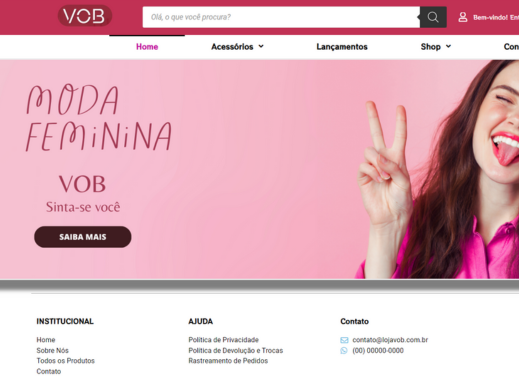 VOB
Olá, o que você procura?
Bem-vindo!
Home
Acessórios
Lançamentos
Shop
MODA
FEMiNiNA
VOB
Sinta-se você
SAIBA MAIS
INSTITUCIONAL
AJUDA
Contato
Home
Política de Privacidade
contato@lojavob.com.br
Sobre Nós
Política de Devolução e Trocas
(00) 00000-0000
Todos os Produtos
Rastreamento de Pedidos
Contato